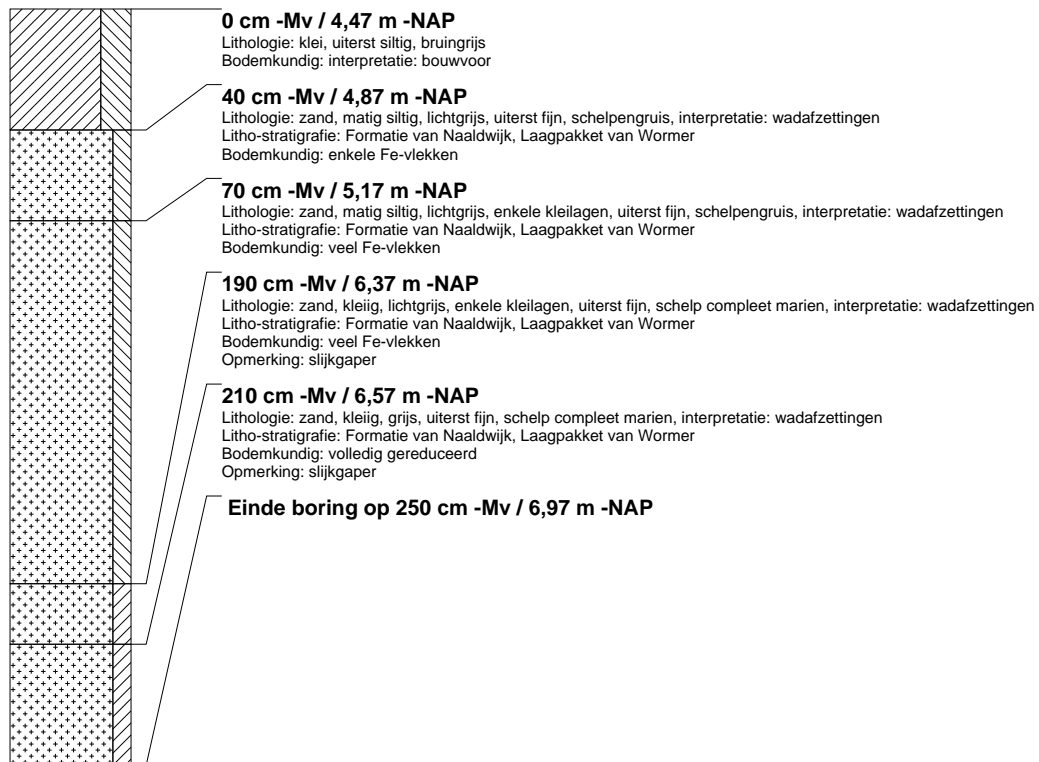 0 cm -Mv / 4,47 m -NAP
Lithologie: klei, uiterst siltig, bruingrijs
Bodemkundig: interpretatie: bouwvoor
40 cm -Mv / 4,87 m -NAP
Lithologie: zand, matig siltig, lichtgrijs, uiterst fijn, schelpengruis, interpretatie: wadafzettingen
Litho-stratigrafie: Formatie van Naaldwijk, Laagpakket van Wormer
Bodemkundig: enkele Fe-vlekken
70 cm -Mv / 5,17 m -NAP
Lithologie: zand, matig siltig, lichtgrijs, enkele kleilagen, uiterst fijn, schelpengruis, interpretatie: wadafzettingen
Litho-stratigrafie: Formatie van Naaldwijk, Laagpakket van Wormer
Bodemkundig: veel Fe-vlekken
190 cm -Mv / 6,37 m -NAP
Lithologie: zand, kleiig, lichtgrijs, enkele kleilagen, uiterst fijn, schelp compleet marien, interpretatie: wadafzettingen
Litho-stratigrafie: Formatie van Naaldwijk, Laagpakket van Wormer
Bodemkundig: veel Fe-vlekken
Opmerking: slijkgaper
210 cm -Mv / 6,57 m -NAP
Lithologie: zand, kleiig, grijs, uiterst fijn, schelp compleet marien, interpretatie: wadafzettingen
Litho-stratigrafie: Formatie van Naaldwijk, Laagpakket van Wormer
Bodemkundig: volledig gereduceerd
Opmerking: slijkgaper
Einde boring op 250 cm -Mv / 6,97 m -NAP